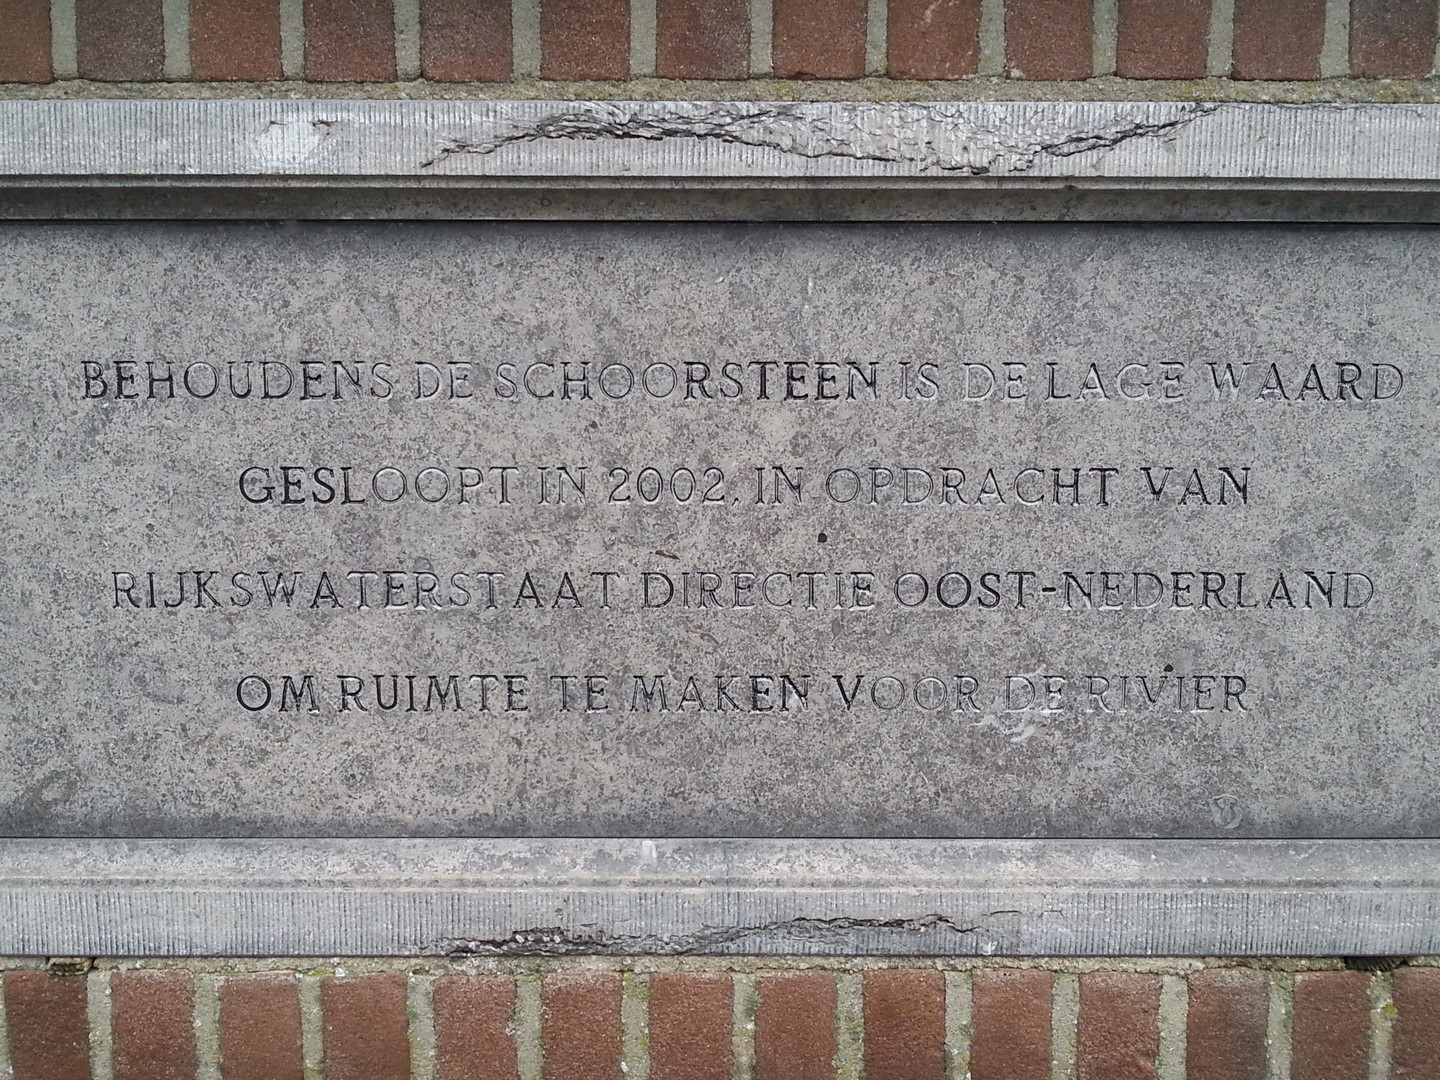 BEHOUDENS DE SCHOORSTEEN IS DE LAGE WAARD
GESLOOPT IN 2002, IN OPDRACHT VAN
RIJKSWATERSTAAT DIRECTIE OOST-NEDERLAND
OM RUIMTE TE MAKEN VOOR DE RIVIER